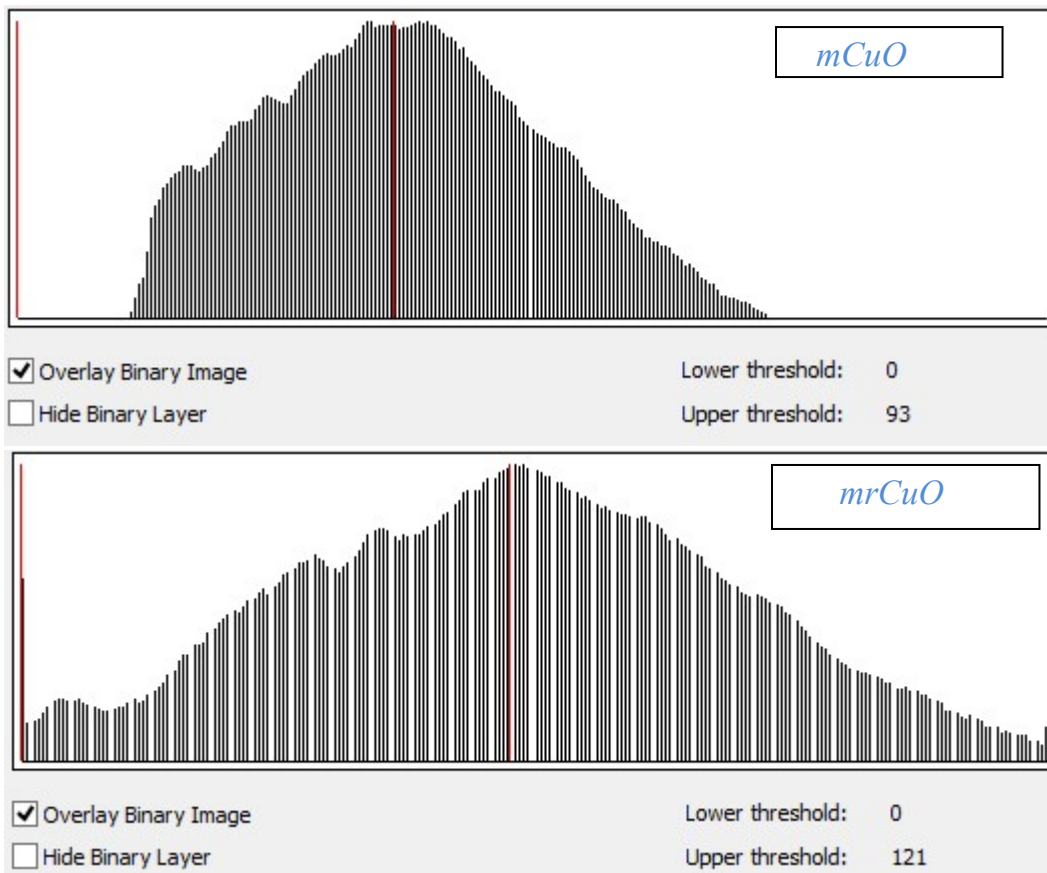 mCuO
Overlay Binary Image Lower threshold: 0
Hide Binary Layer Upper threshold: 93
mrCuO
Overlay Binary Image Lower threshold: 0
Hide Binary Layer Upper threshold: 121